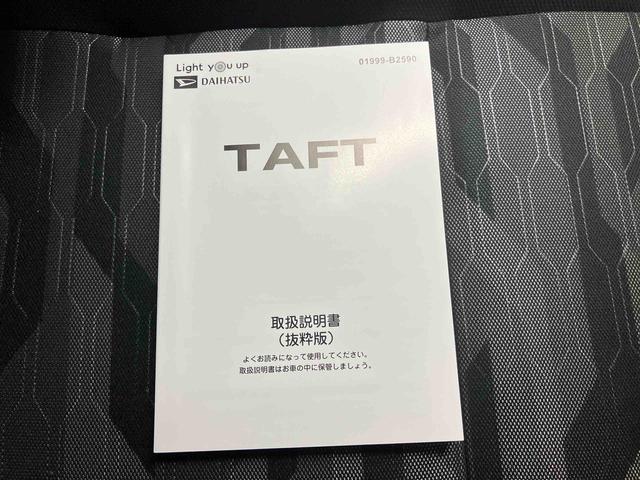 Light you up
DAIHATSU
01999-B2590
TAFT
取扱説明書
(抜粋版)
よくお読みになって使用してください。
取扱説明書はお車の中に保管しましょう。